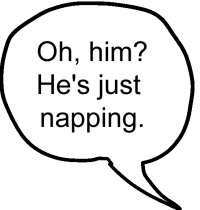 Oh, him?
He's just
napping.